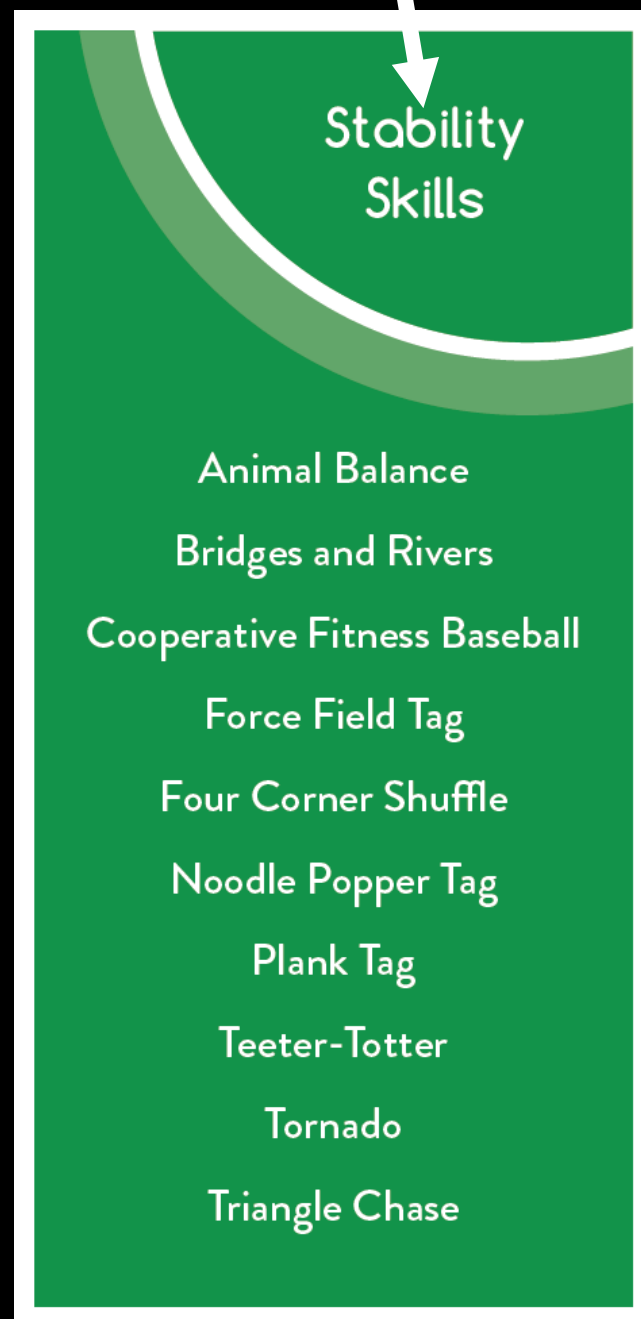 Stability
Skills
Animal Balance
Bridges and Rivers
Cooperative Fitness Baseball
Force Field Tag
Four Corner Shuffle
Noodle Popper Tag
Plank Tag
Teeter-Totter
Tornado
Triangle Chase